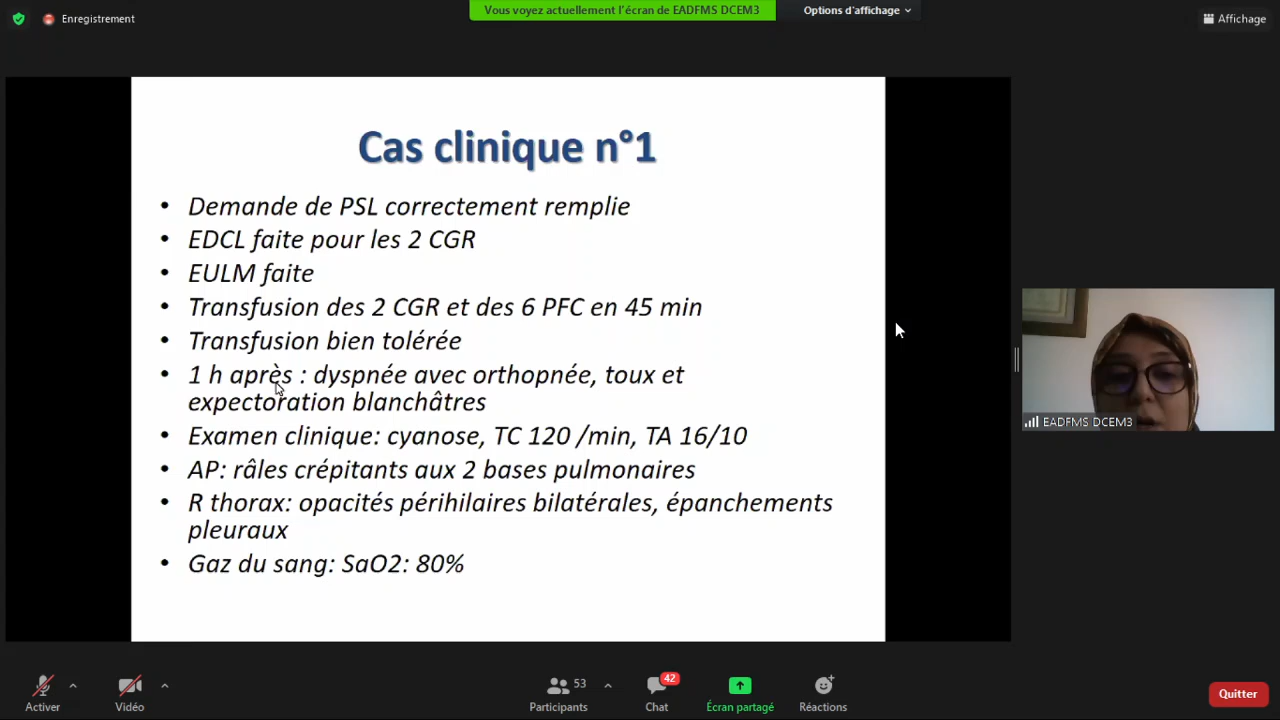 Vous voyez actuellement l'écran de EADFMS DCEM3
Options d'affichage
Enregistrement
Affichage
Cas clinique n°1
• Demande de PSL correctement remplie
• EDCL faite pour les 2 CGR
• EULM faite
• Transfusion des 2 CGR et des 6 PFC en 45 min
• Transfusion bien tolérée
• 1 h après : dyspnée avec orthopnée, toux et
expectoration blanchâtres
• Examen clinique: cyanose, TC 120 /min, TA 16/10
• AP: râles crépitants aux 2 bases pulmonaires
• R thorax: opacités périhilaires bilatérales, épanchements
pleuraux
• Gaz du sang: SaO2: 80%
EADFMS DCEM3
Activer
Vidéo
53
Participants
42
Chat
Écran partagé
Réactions
Quitter